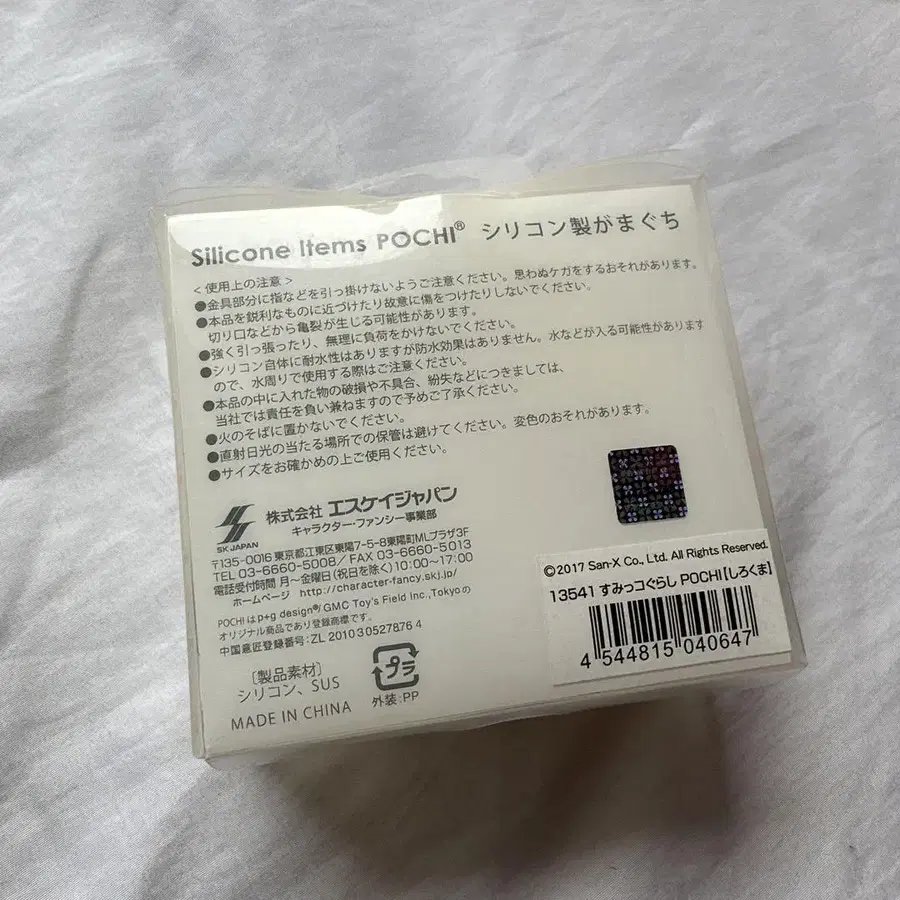 Silicone Items POCHI® シリコン製がまぐち
<使用上の注意>
●金具部分に指などを引っ掛けないようご注意ください。思わぬケガをするおそれがあります。
●本品を鋭利なものに近づけたり故意に傷をつけたりしないでください。
切り口などから亀裂が生じる可能性があります。
●強く引っ張ったり、無理に負荷をかけないでください。
●シリコン自体に耐水性はありますが防水効果はありません。水などが入る可能性があります
ので、水周りで使用する際はご注意ください。
●本品の中に入れた物の破損や不具合、紛失などにつきましては、
当社では責任を負い兼ねますので予めご了承ください。
●火のそばに置かないでください。
●直射日光の当たる場所での保管は避けてください。変色のおそれがあります。
●サイズをお確かめの上ご使用ください。
SK JAPAN
株式会社 エスケイジャパン
キャラクター・ファンシー事業部
〒135-0016 東京都江東区東陽7-5-8東陽町MLプラザ3F
TEL 03-6660-5008/FAX 03-6660-5013
電話受付時間 月~金曜日(祝日を除く)10:00~17:00
ホームページ http://character-fancy.skj.jp/
POCHIはp+g design®/GMC Toy's Field Inc.,Tokyoの
オリジナル商品であり登録商標です。
中国意匠登録番号:ZL 2010 3 0527876 4
[製品素材]
シリコン、SUS
MADE IN CHINA
プラ
外装:PP
©2017 San-X Co., Ltd. All Rights Reserved.
13541 すみっコぐらし POCHI[しろくま]
4 544815 040647